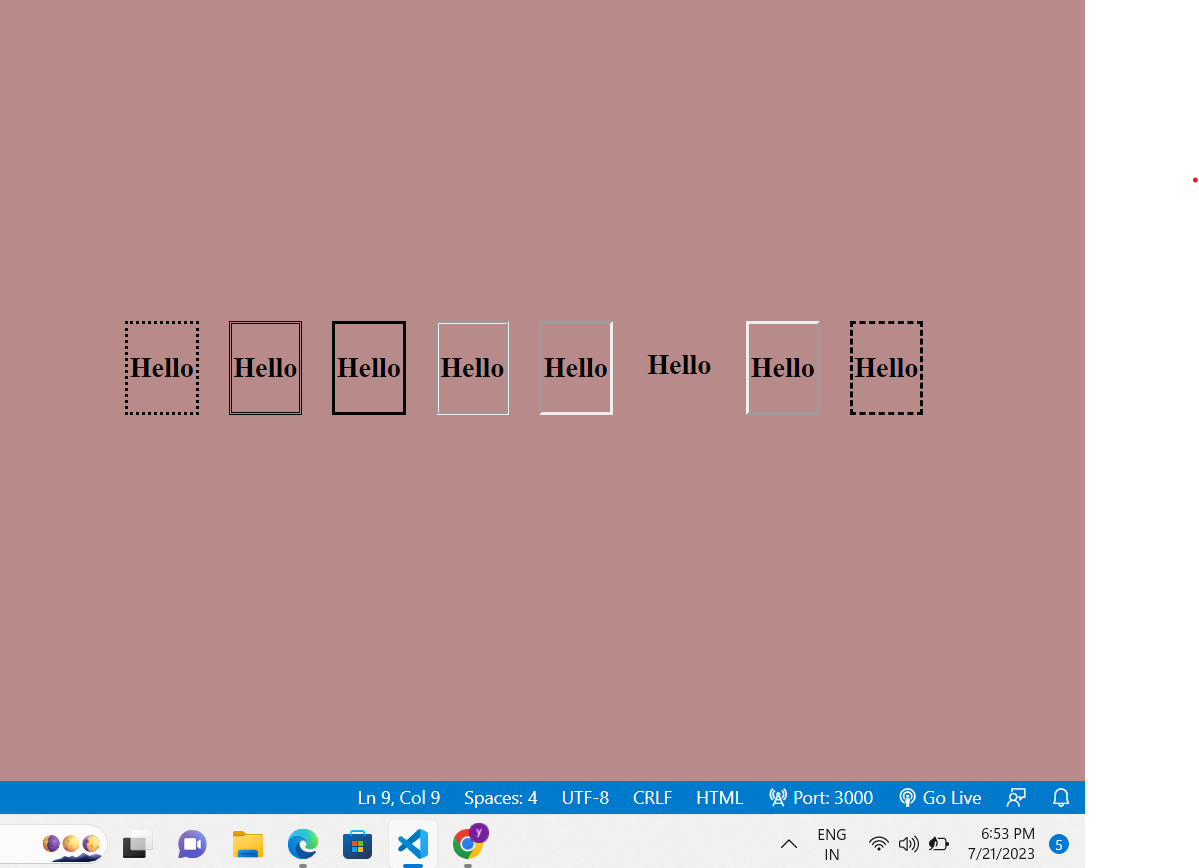 Hello Hello Hello Hello Hello Hello Hello Hello
Ln 9, Col 9 Spaces: 4 UTF-8 CRLF HTML Port: 3000 Go Live
y
ENG
IN
6:53 PM
7/21/2023
5